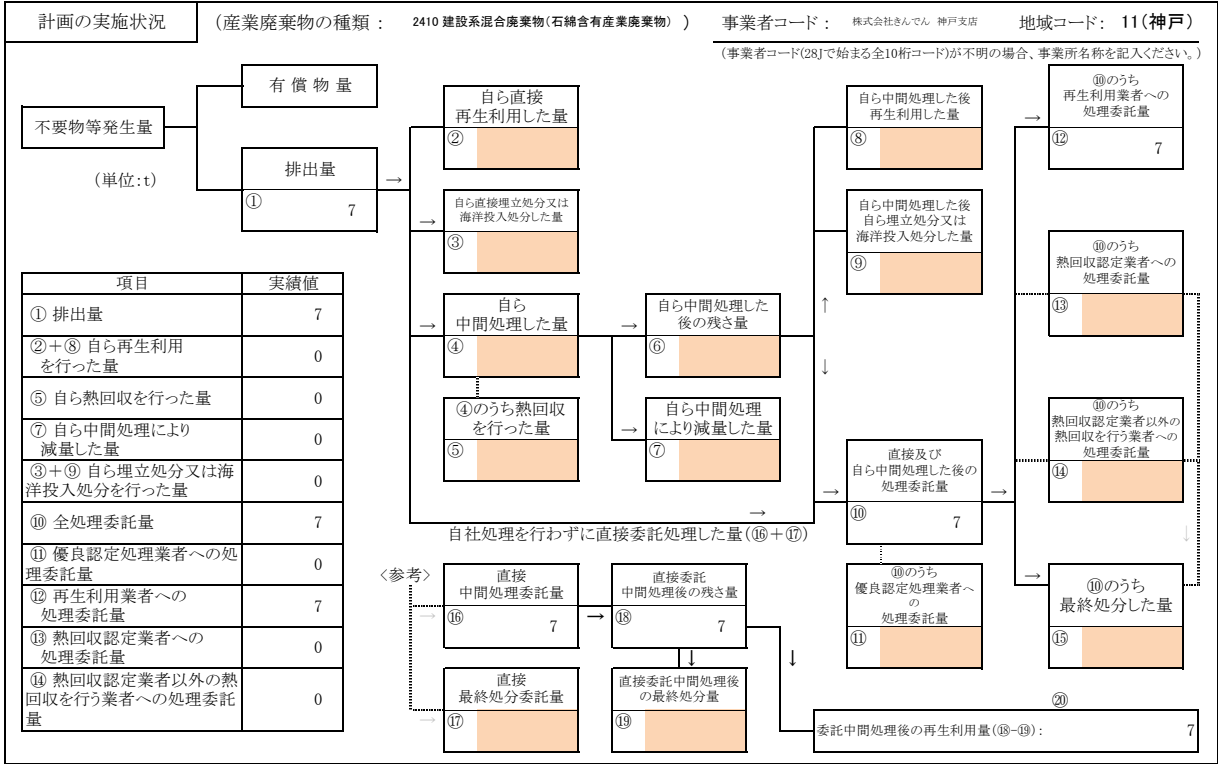 計画の実施状況
(産業廃棄物の種類： 2410 建設系混合廃棄物(石綿含有産業廃棄物) )
事業者コード： 株式会社きんでん 神戸支店
地域コード： 11(神戸)
(事業者コード(28Jで始まる全10桁コード)が不明の場合、事業所名称を記入ください。)
不要物等発生量
(単位:t)
有 償 物 量
排出量
→
① 7
自ら直接
再生利用した量
②
→
自ら直接埋立処分又は
海洋投入処分した量
③
→
自ら
中間処理した量
④
④のうち熱回収
を行った量
⑤
→
自ら中間処理した
後の残さ量
⑥
→
自ら中間処理
により減量した量
⑦
自ら中間処理した後
再生利用した量
⑧
自ら中間処理した後
自ら埋立処分又は
海洋投入処分した量
⑨
↑
↓
→
直接及び
自ら中間処理した後の
処理委託量
⑩ 7
→
⑩のうち
優良認定処理業者へ
の
処理委託量
⑪
→
⑩のうち
再生利用業者への
処理委託量
⑫ 7
⑩のうち
熱回収認定業者への
処理委託量
⑬
⑩のうち
熱回収認定業者以外の
熱回収を行う業者への
処理委託量
⑭
↓
→
⑩のうち
最終処分した量
⑮
→
自社処理を行わずに直接委託処理した量(⑯＋⑰)
項目 実績値
① 排出量 7
②＋⑧ 自ら再生利用
を行った量 0
⑤ 自ら熱回収を行った量 0
⑦ 自ら中間処理により
減量した量 0
③＋⑨ 自ら埋立処分又は海
洋投入処分を行った量 0
⑩ 全処理委託量 7
⑪ 優良認定処理業者への処
理委託量 0
⑫ 再生利用業者への
処理委託量 7
⑬ 熱回収認定業者への
処理委託量 0
⑭ 熱回収認定業者以外の熱
回収を行う業者への処理委託
量 0
〈参考〉
→
直接
中間処理委託量
⑯ 7
→
直接委託
中間処理後の残さ量
⑱ 7
↓
↓
→
直接
最終処分委託量
⑰
直接委託中間処理後
の最終処分量
⑲
⑳
委託中間処理後の再生利用量(⑱-⑲)： 7